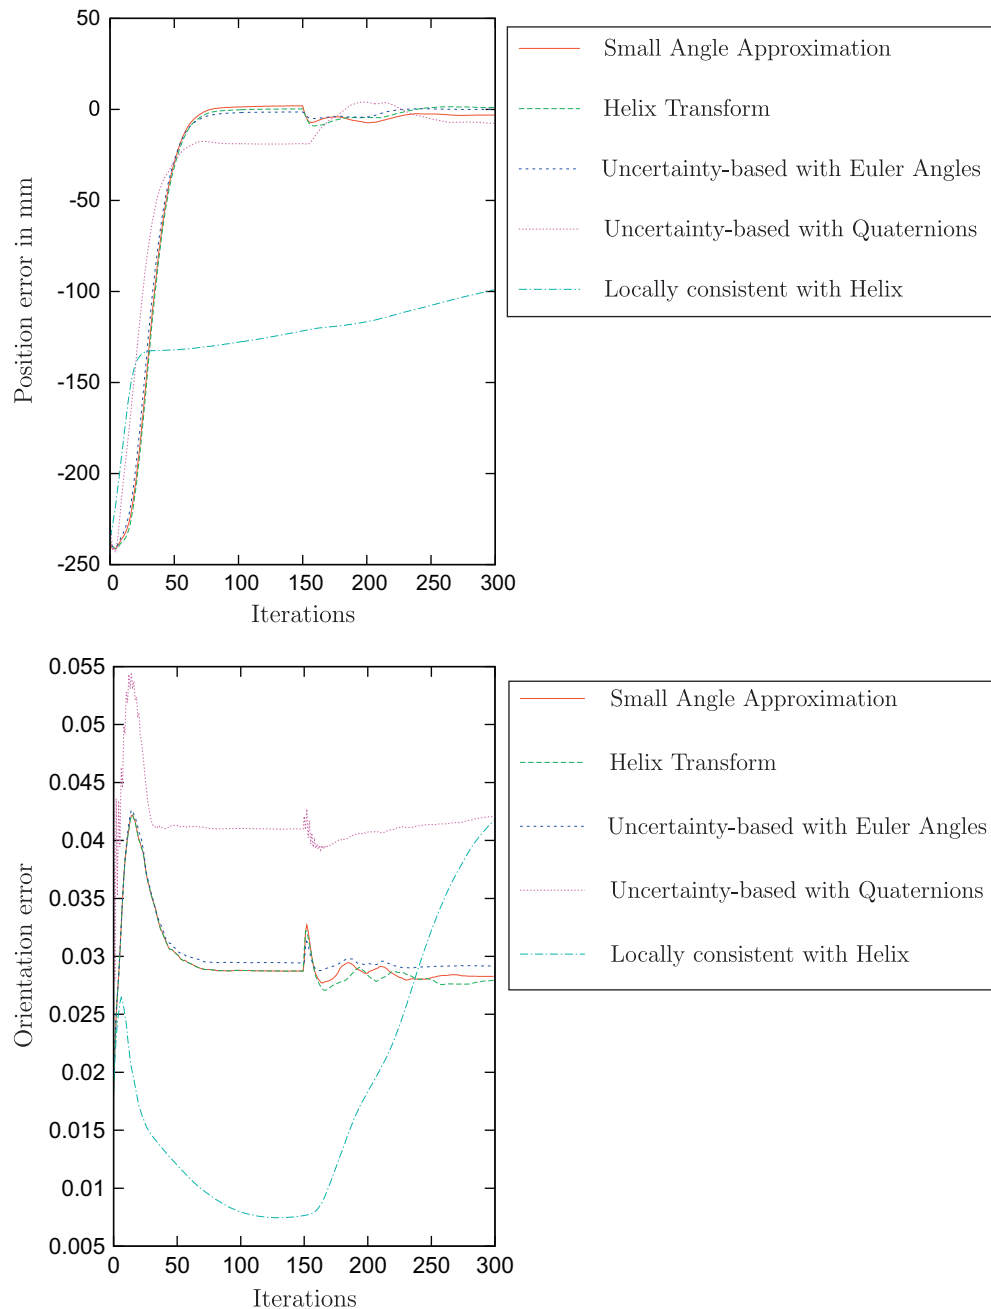 50
0
-50
-100
-150
-200
-250
Position error in mm
0 50 100 150 200 250 300
Iterations
Small Angle Approximation
Helix Transform
Uncertainty-based with Euler Angles
Uncertainty-based with Quaternions
Locally consistent with Helix
0.055
0.05
0.045
0.04
0.035
0.03
0.025
0.02
0.015
0.01
0.005
Orientation error
0 50 100 150 200 250 300
Iterations
Small Angle Approximation
Helix Transform
Uncertainty-based with Euler Angles
Uncertainty-based with Quaternions
Locally consistent with Helix